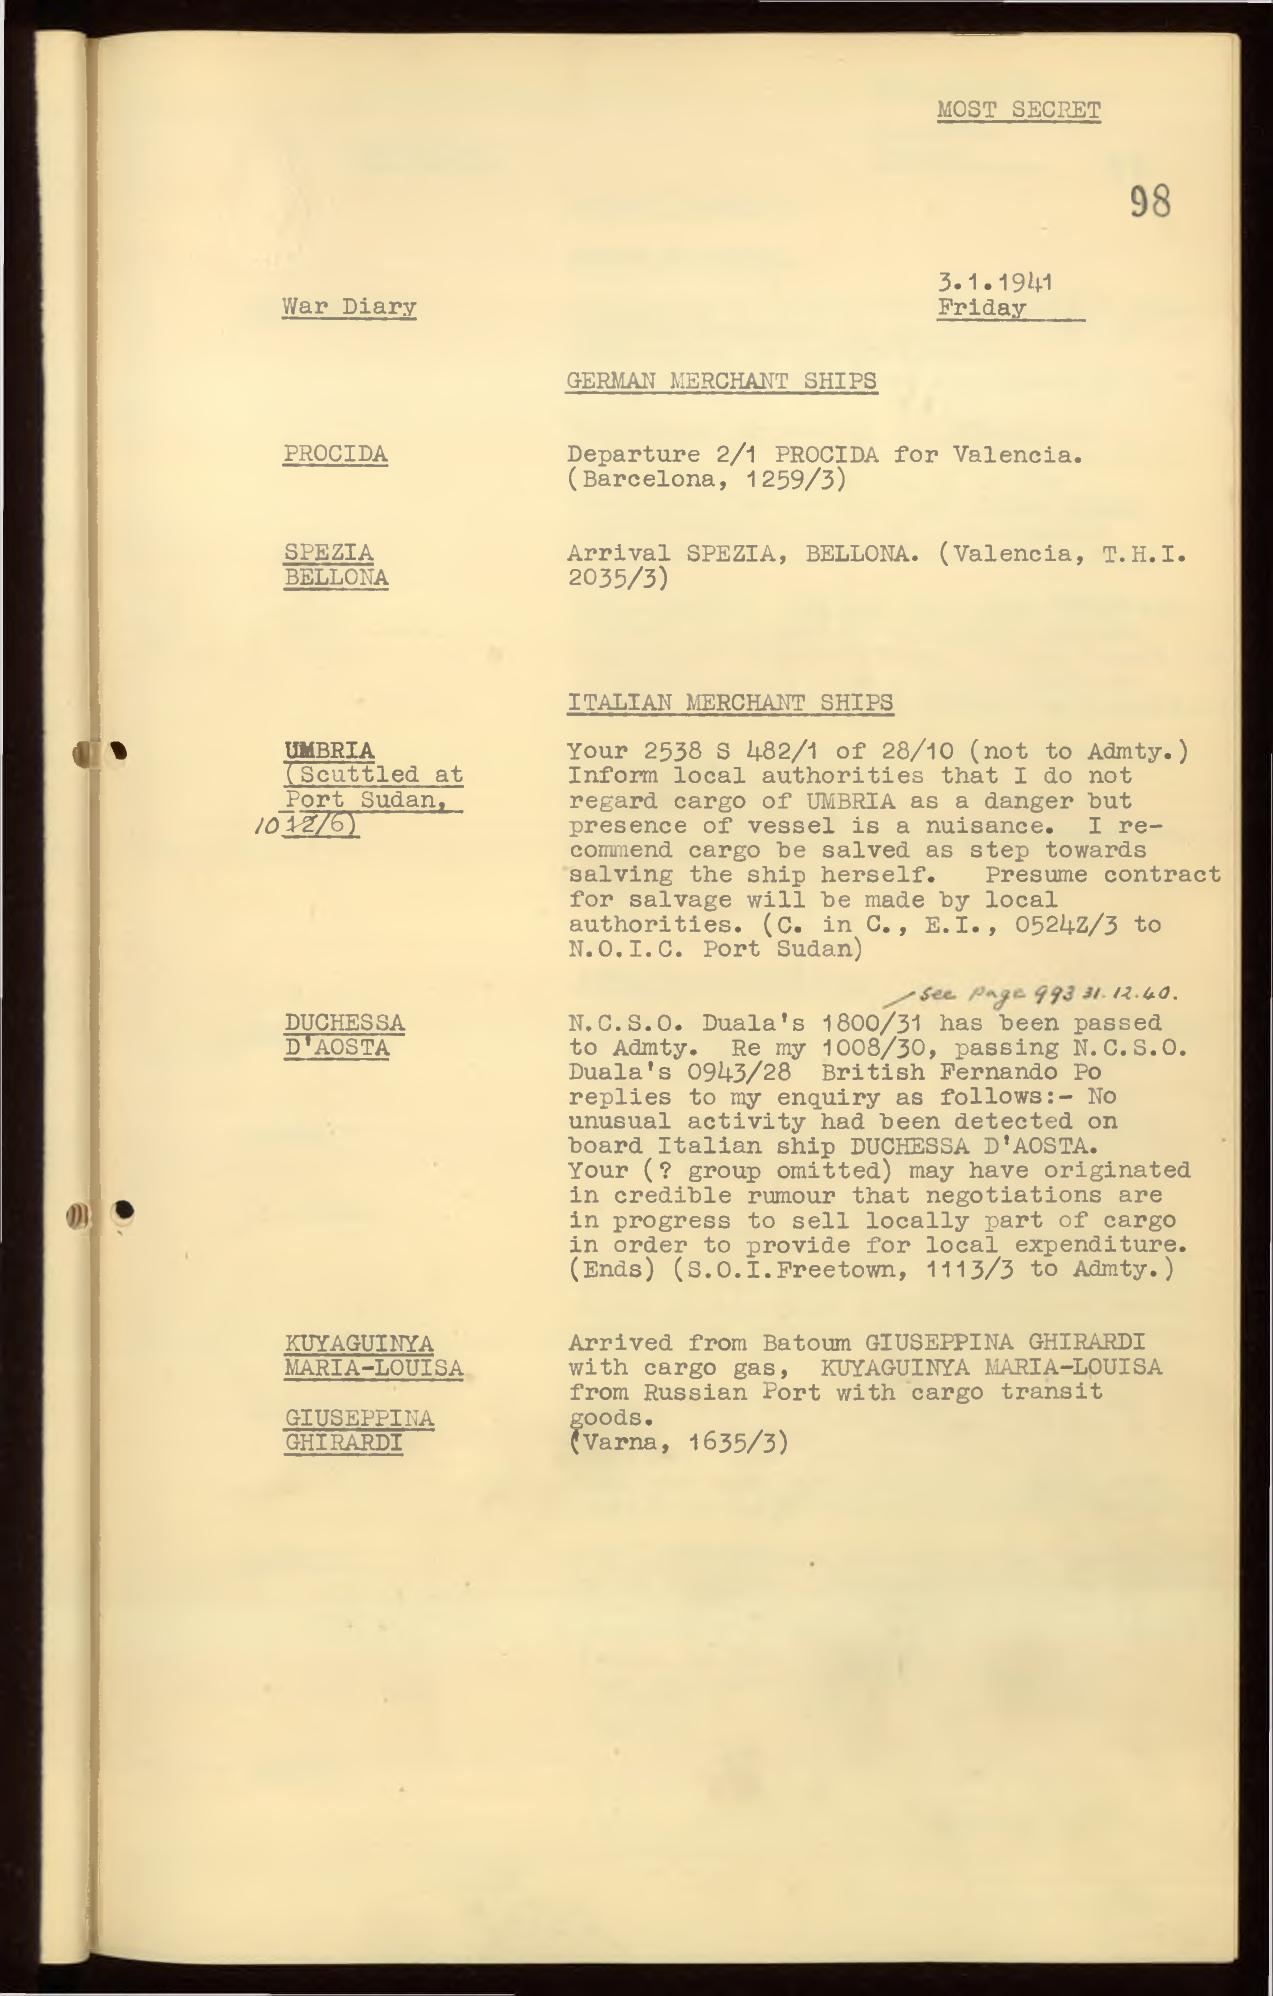 MOST SECRET
98
3.1.1941
War Diary
Friday
GERMAN MERCHANT SHIPS
PROCIDA
Departure 2/1 PROCIDA for Valencia.
(Barcelona, 1259/3)
SPEZIA
BELLONA
Arrival SPEZIA, BELLONA. (Valencia, T.H.I.
2035/3)
ITALIAN MERCHANT SHIPS
UMBRIA
(Scuttled at
Port Sudan,
10 12/6)
Your 2538 S 482/1 of 28/10 (not to Admty.)
Inform local authorities that I do not
regard cargo of UMBRIA as a danger but
presence of vessel is a nuisance. I re-
commend cargo be salved as step towards
salving the ship herself. Presume contract
for salvage will be made by local
authorities. (C. in C., E.I., 0524Z/3 to
N.O.I.C. Port Sudan)
see page 993 31.12.40.
DUCHESSA
D'AOSTA
N.C.S.O. Duala's 1800/31 has been passed
to Admty. Re my 1008/30, passing N.C.S.O.
Duala's 0943/28 British Fernando Po
replies to my enquiry as follows:- No
unusual activity had been detected on
board Italian ship DUCHESSA D'AOSTA.
Your (? group omitted) may have originated
in credible rumour that negotiations are
in progress to sell locally part of cargo
in order to provide for local expenditure.
(Ends) (S.O.I.Freetown, 1113/3 to Admty.)
KUYAGUINYA
MARIA-LOUISA
GIUSEPPINA
GHIRARDI
Arrived from Batoum GIUSEPPINA GHIRARDI
with cargo gas, KUYAGUINYA MARIA-LOUISA
from Russian Port with cargo transit
goods.
(Varna, 1635/3)